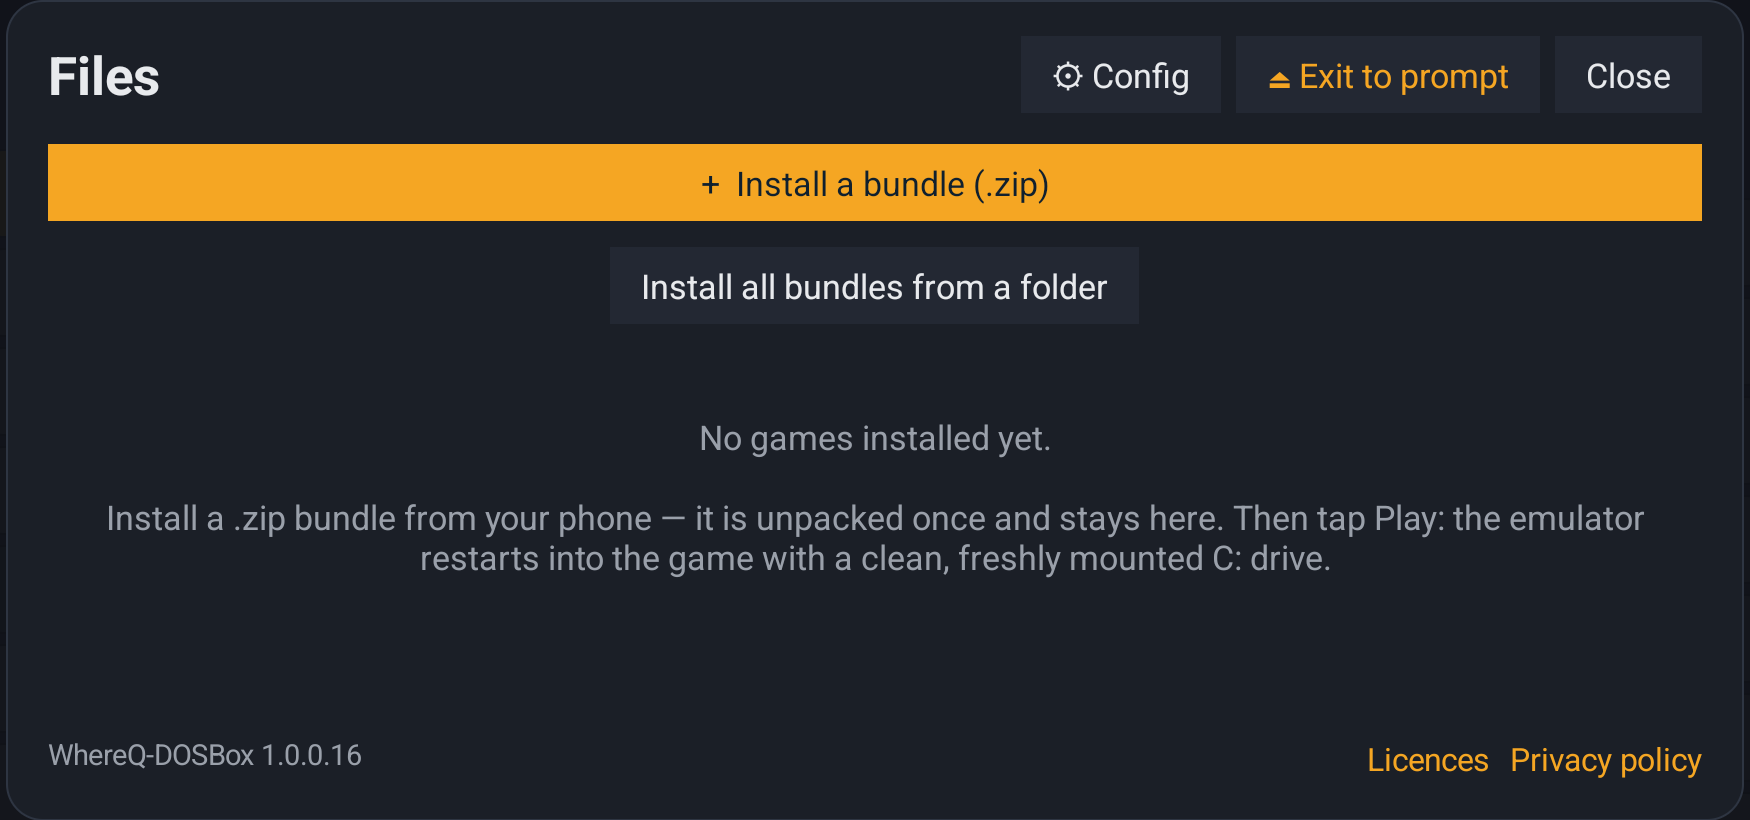 Files
⚙ Config
⏏ Exit to prompt
Close
+ Install a bundle (.zip)
Install all bundles from a folder
No games installed yet.
Install a .zip bundle from your phone — it is unpacked once and stays here. Then tap Play: the emulator
restarts into the game with a clean, freshly mounted C: drive.
WhereQ-DOSBox 1.0.0.16
Licences
Privacy policy